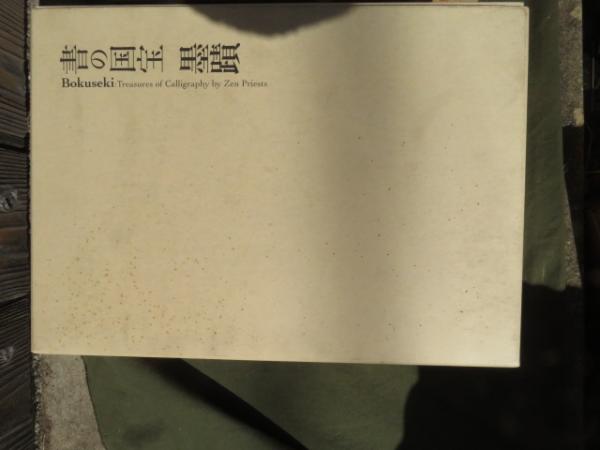 書の国宝 墨蹟
Bokuseki: Treasures of Calligraphy by Zen Priests